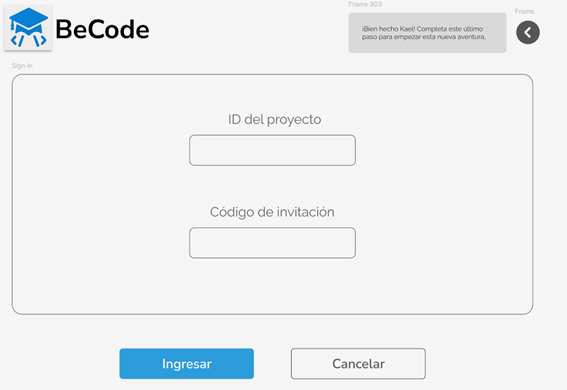 Frame 303
Frame
BeCode
¡Bien hecho Kael! Completa este último
paso para empezar esta nueva aventura,
Sign in
ID del proyecto
Código de invitación
Ingresar
Cancelar